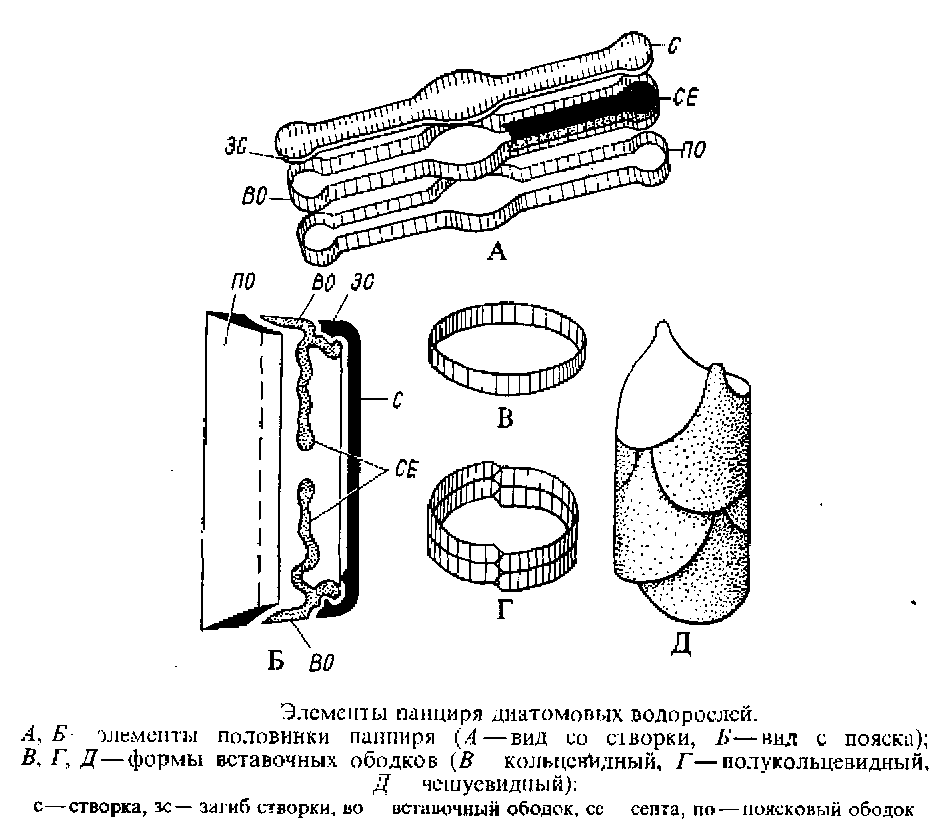 С
СЕ
ЗС
ПО
ВО
А
ПО
ВО
ЗС
С
СЕ
В
Г
Б
ВО
Д
Элементы панциря диатомовых водорослей.
А, Б- элементы половинки панциря (А—вид со створки, Б—вид с пояска);
В, Г, Д—формы вставочных ободков (В кольцевидный, Г—полукольцевидный,
Д чешуевидный):
с—створка, зс—загиб створки, во вставочный ободок, се септа, по—поясковый ободок